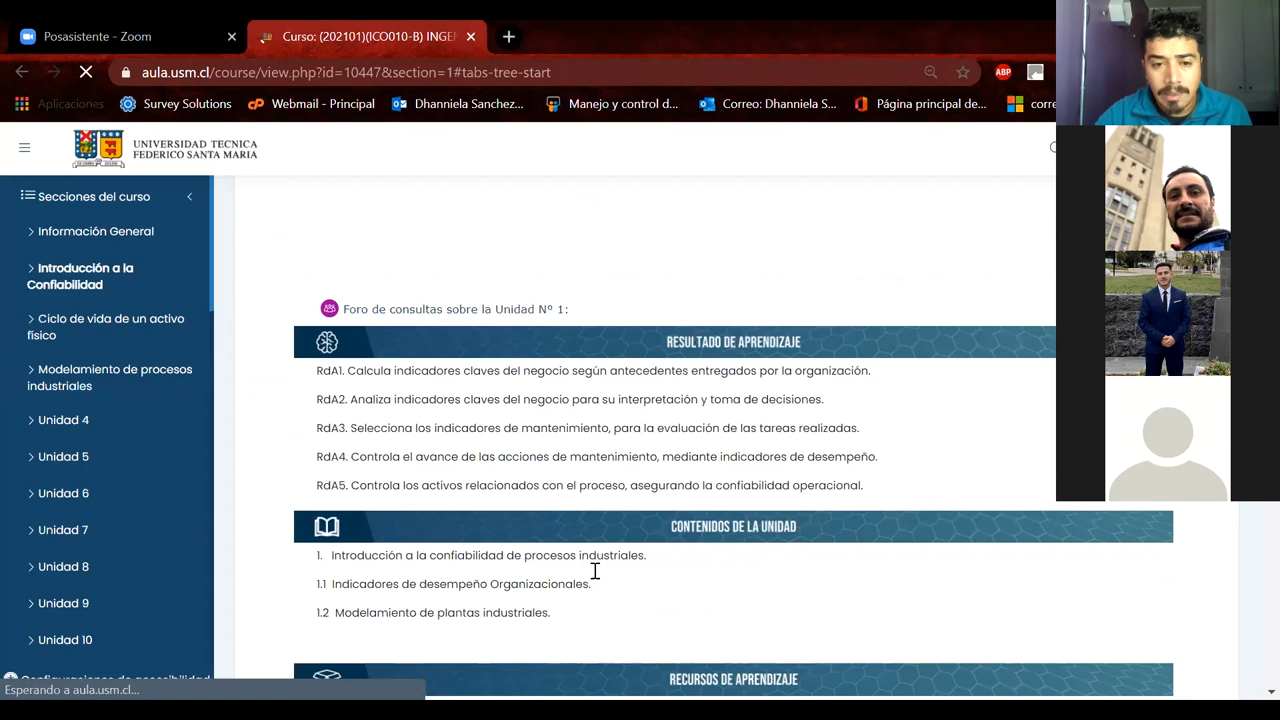 Posasistente - Zoom
Curso: (202101)(ICO010-B) INGEN
aula.usm.cl/course/view.php?id=10447&section=1#tabs-tree-start
ABP
Aplicaciones
Survey Solutions
Webmail - Principal
Dhanniela Sanchez...
Manejo y control d...
Correo: Dhanniela S...
Página principal de...
corre
UNIVERSIDAD TECNICA
FEDERICO SANTA MARIA
Secciones del curso
Información General
Introducción a la
Confiabilidad
Ciclo de vida de un activo
físico
Modelamiento de procesos
industriales
Unidad 4
Unidad 5
Unidad 6
Unidad 7
Unidad 8
Unidad 9
Unidad 10
Configuraciones de accesibilidad
Esperando a aula.usm.cl...
Foro de consultas sobre la Unidad Nº 1:
RESULTADO DE APRENDIZAJE
RdA1. Calcula indicadores claves del negocio según antecedentes entregados por la organización.
RdA2. Analiza indicadores claves del negocio para su interpretación y toma de decisiones.
RdA3. Selecciona los indicadores de mantenimiento, para la evaluación de las tareas realizadas.
RdA4. Controla el avance de las acciones de mantenimiento, mediante indicadores de desempeño.
RdA5. Controla los activos relacionados con el proceso, asegurando la confiabilidad operacional.
CONTENIDOS DE LA UNIDAD
1. Introducción a la confiabilidad de procesos industriales.
1.1 Indicadores de desempeño Organizacionales.
1.2 Modelamiento de plantas industriales.
RECURSOS DE APRENDIZAJE